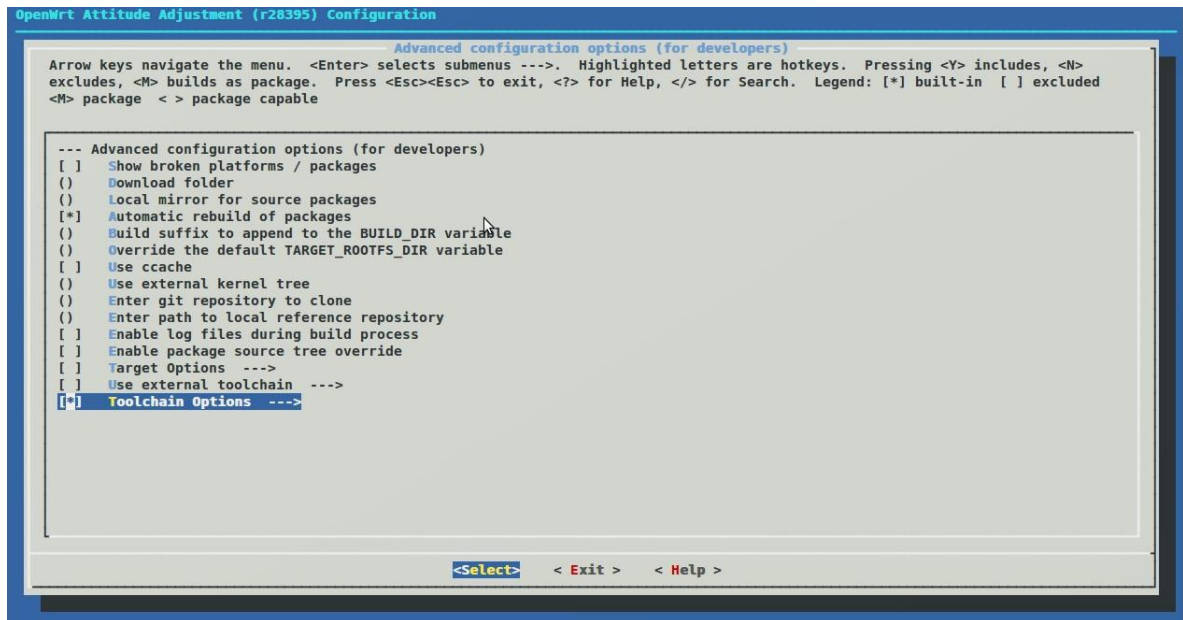 OpenWrt Attitude Adjustment (r28395) Configuration
Advanced configuration options (for developers)
Arrow keys navigate the menu.  <Enter> selects submenus --->.  Highlighted letters are hotkeys.  Pressing <Y> includes, <N>
excludes, <M> builds as package.  Press <Esc><Esc> to exit, <?> for Help, </> for Search.  Legend: [*] built-in  [ ] excluded
<M> package  < > package capable
--- Advanced configuration options (for developers)
[ ]   Show broken platforms / packages
()    Download folder
()    Local mirror for source packages
[*]   Automatic rebuild of packages
()    Build suffix to append to the BUILD_DIR variable
()    Override the default TARGET_ROOTFS_DIR variable
[ ]   Use ccache
()    Use external kernel tree
()    Enter git repository to clone
()    Enter path to local reference repository
[ ]   Enable log files during build process
[ ]   Enable package source tree override
[ ]   Target Options  --->
[ ]   Use external toolchain  --->
[*]   Toolchain Options  --->
<Select>    < Exit >    < Help >